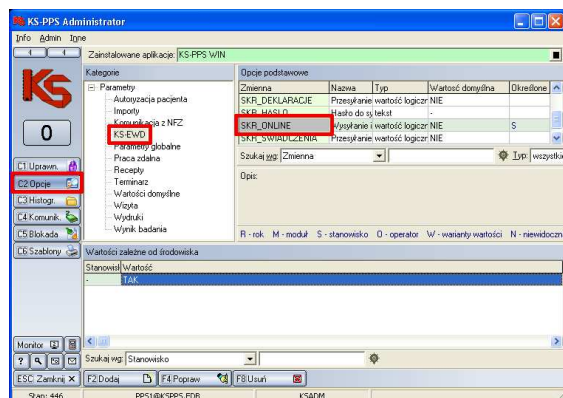 KS-PPS Administrator
Info Admin Inne
Zainstalowane aplikacje: KS-PPS WIN
KS
0
C1 Uprawn.
C2 Opcje
C3 Histogr.
C4 Komunik.
C5 Blokada
C6 Szablony
Monitor
ESC Zamknij
Kategorie
Parametry
Autoryzacja pacjenta
Importy
Komunikacja z NFZ
KS-EWD
Parametry globalne
Praca zdalna
Recepty
Terminarz
Wartości domyślne
Wizyta
Wydruki
Wynik badania
Opcje podstawowe
Zmienna Nazwa Typ Wartość domyślna Określone
SKR_DEKLARACJE Przesyłanie wartość logiczr NIE
SKR_HASLO Hasło do sy tekst -
SKR_ONLINE Wysyłanie i wartość logiczr NIE S
SKR_SWIADCZENIA Przesyłanie wartość logiczr NIE
Szukaj wg: Zmienna Typ: wszystkie
Opis:
R - rok M - moduł S - stanowisko O - operator W - warianty wartości N - niewidoczn
Wartości zależne od środowiska
Stanowisk Wartość
- TAK
Szukaj wg: Stanowisko
F2 Dodaj F4 Popraw F8 Usuń
Stan: 446 PPS1@KSPPS.FDB KSADM